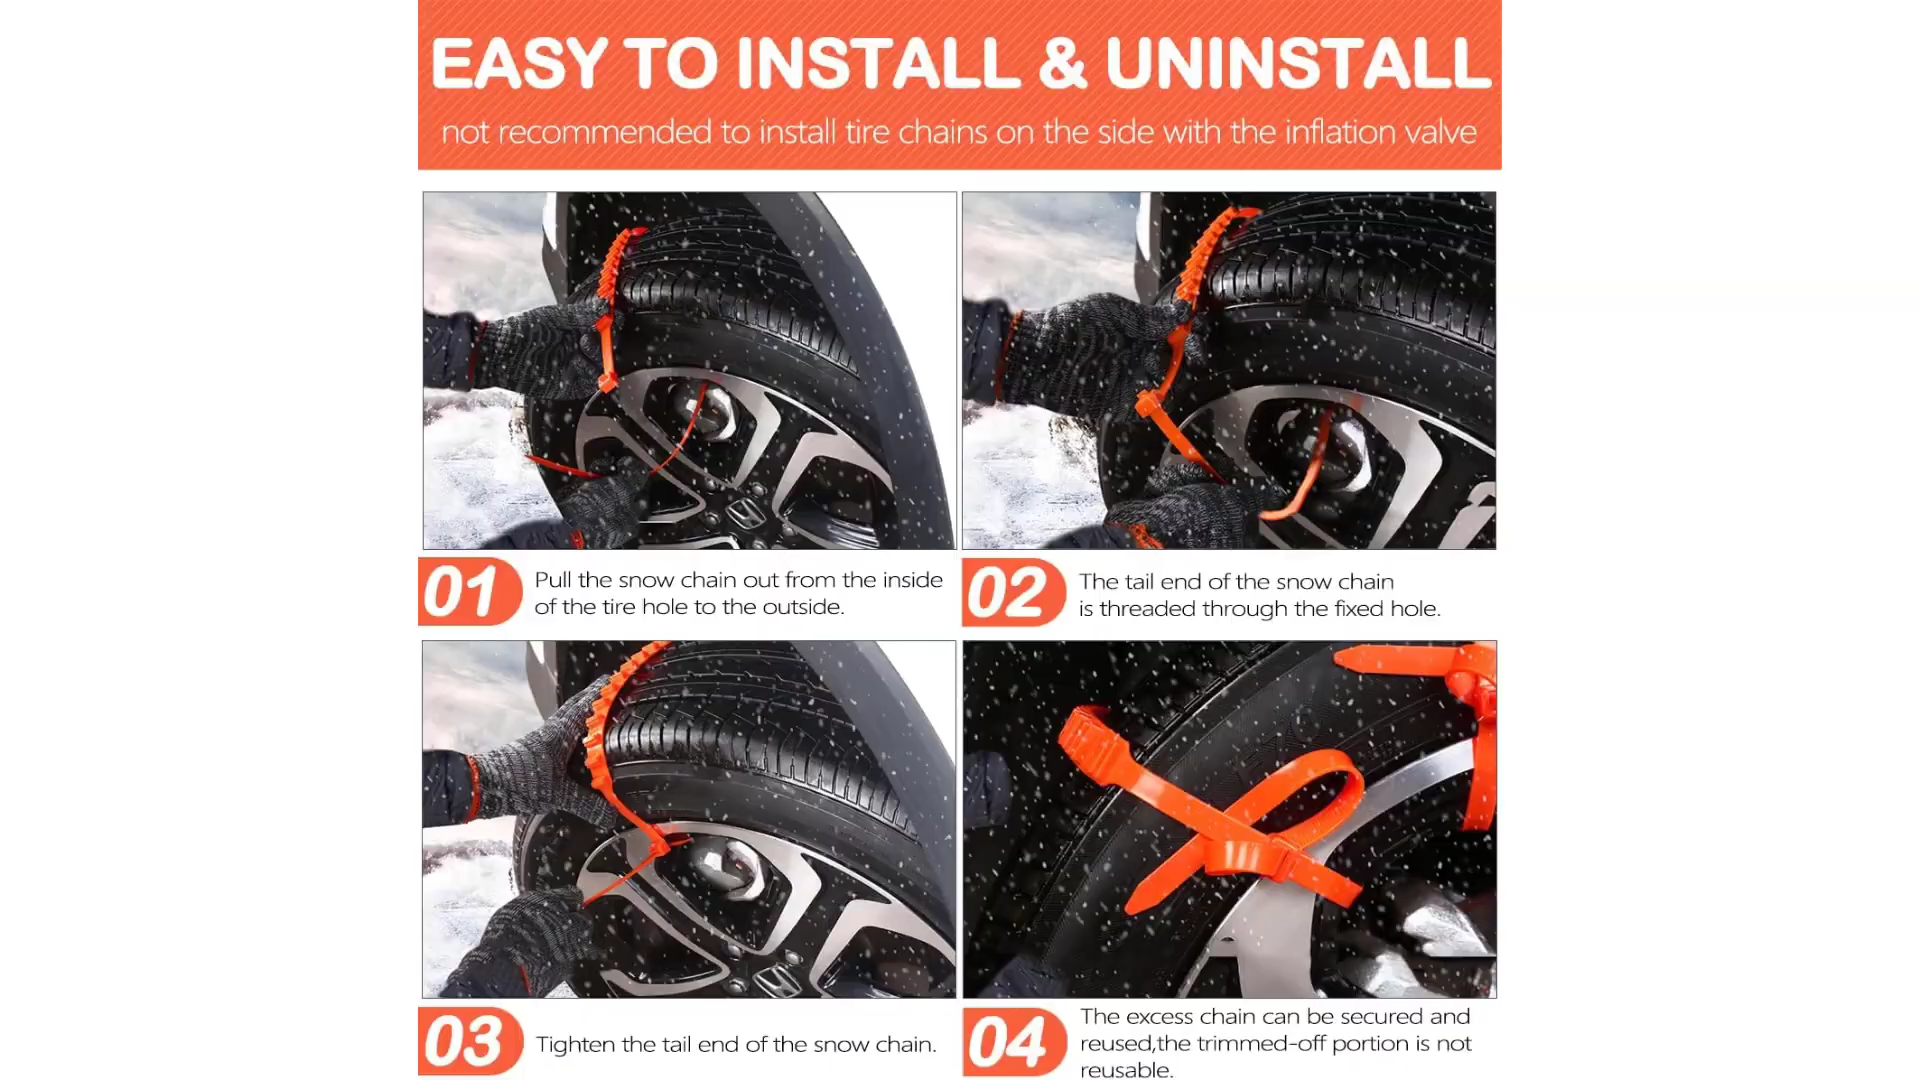 EASY TO INSTALL & UNINSTALL
not recommended to install tire chains on the side with the inflation valve
01
Pull the snow chain out from the inside
of the tire hole to the outside.
02
The tail end of the snow chain
is threaded through the fixed hole.
03
Tighten the tail end of the snow chain.
04
The excess chain can be secured and
reused,the trimmed-off portion is not
reusable.